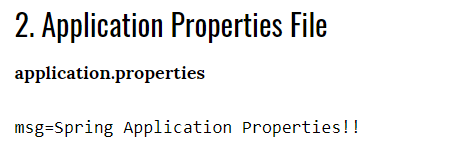 2. Application Properties File
application.properties
msg=Spring Application Properties!!